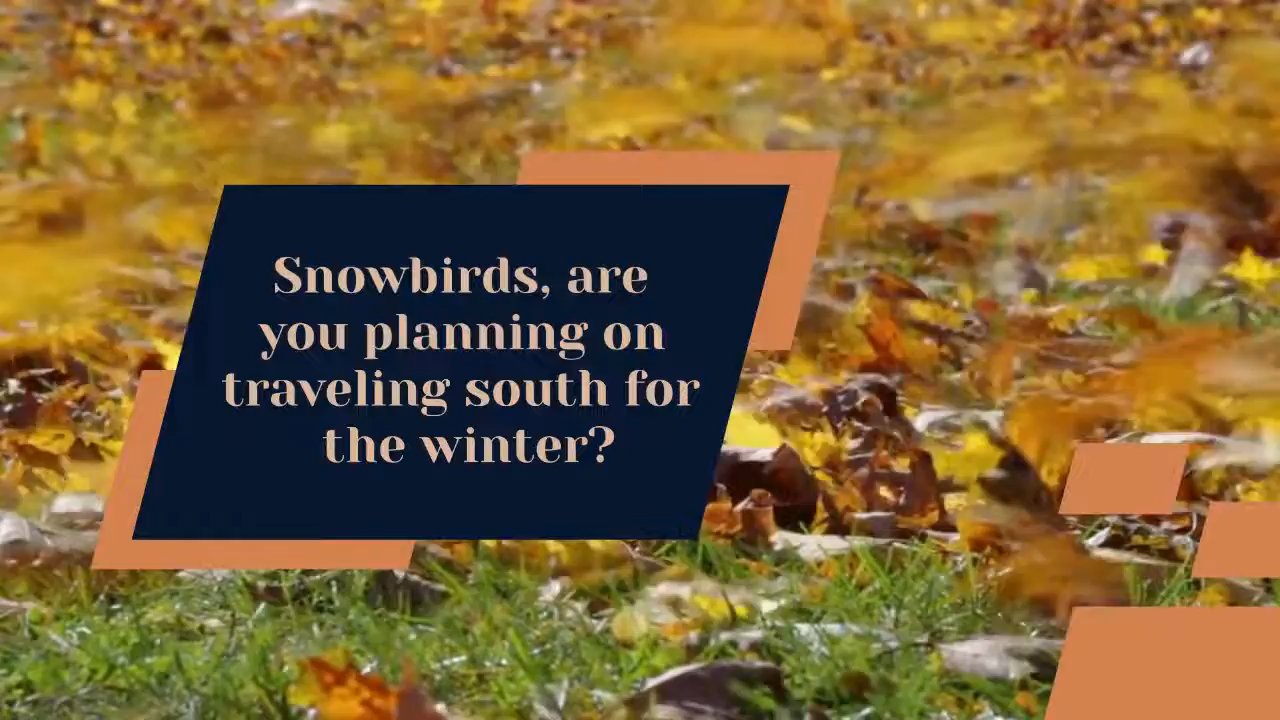 Snowbirds, are
you planning on
traveling south for
the winter?